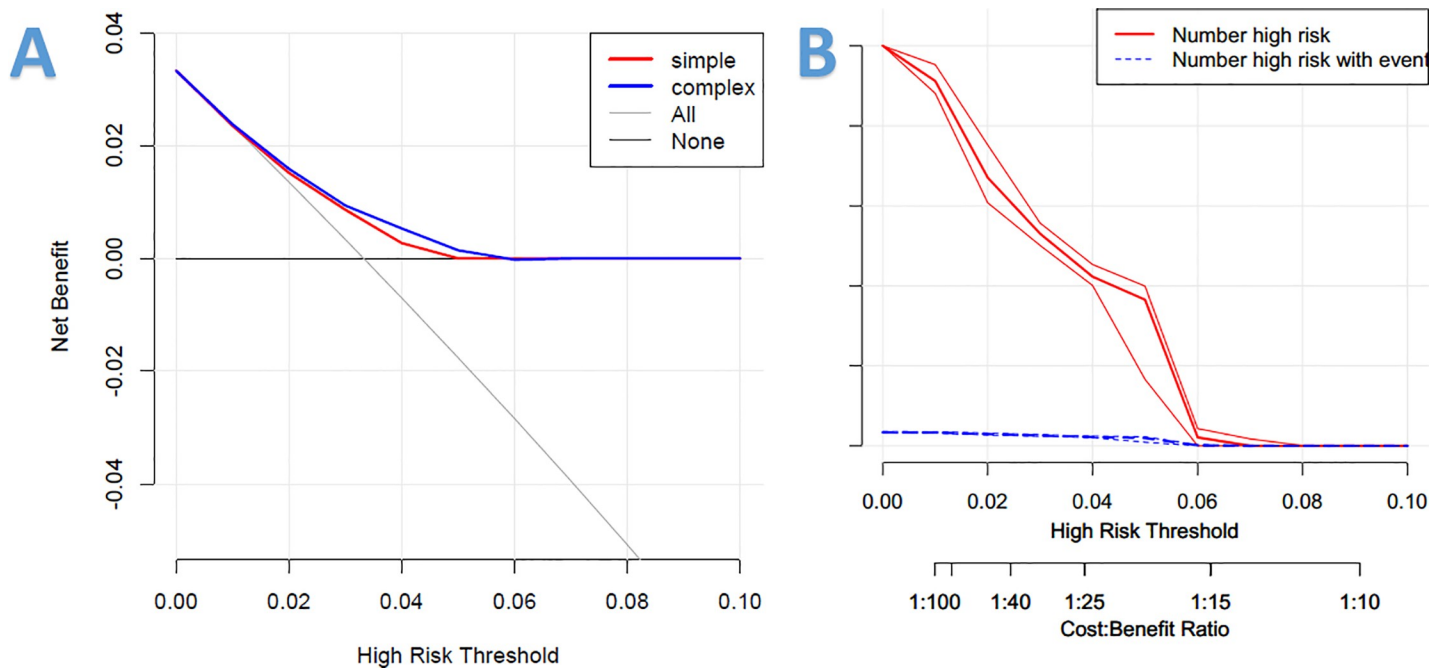 A
Net Benefit
0.04
0.02
0.00
-0.02
-0.04
simple
complex
All
None
0.00 0.02 0.04 0.06 0.08 0.10
High Risk Threshold
B
Number high risk
Number high risk with event
0.00 0.02 0.04 0.06 0.08 0.10
High Risk Threshold
1:100 1:40 1:25 1:15 1:10
Cost:Benefit Ratio